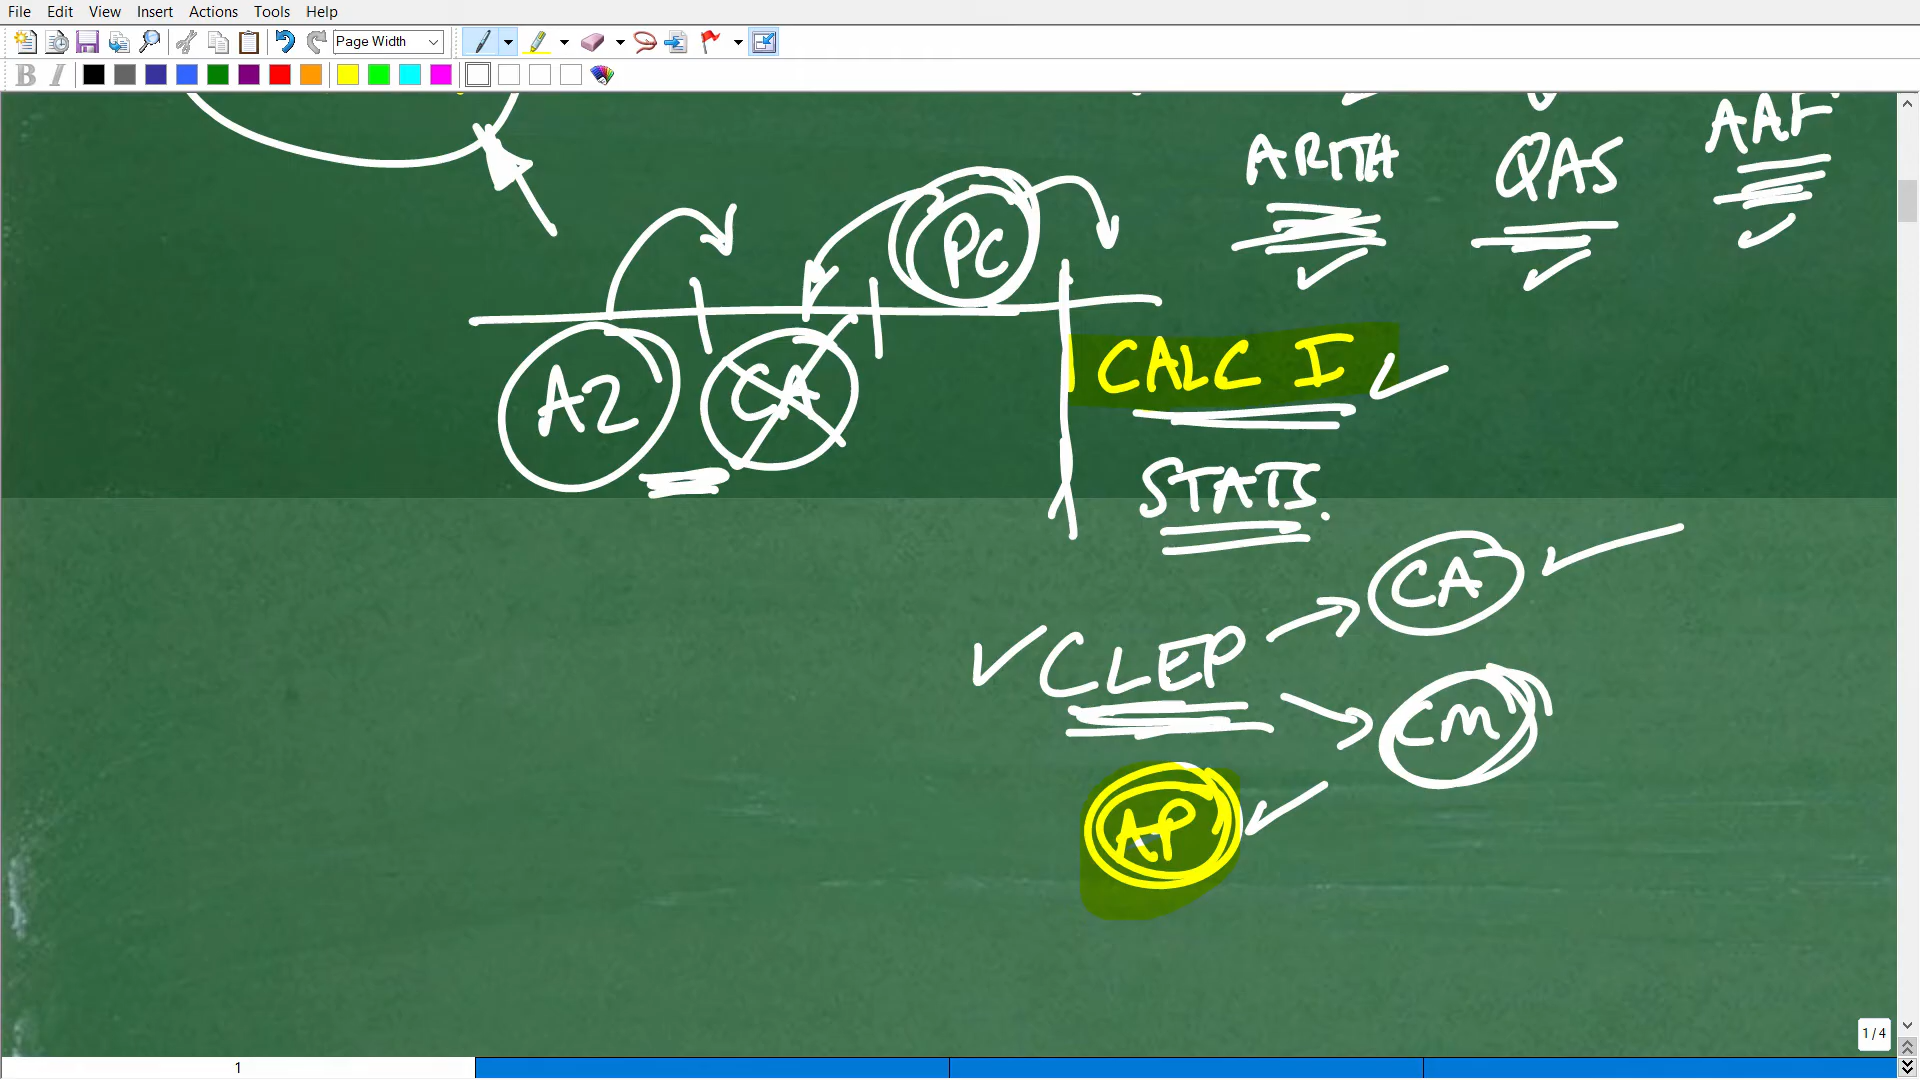 File Edit View Insert Actions Tools Help
Page Width
B I
ARITH QAS AAF
PC
A2 CA
CALC I
STATS.
CA
CLEP
CM
AP
1 / 4
1